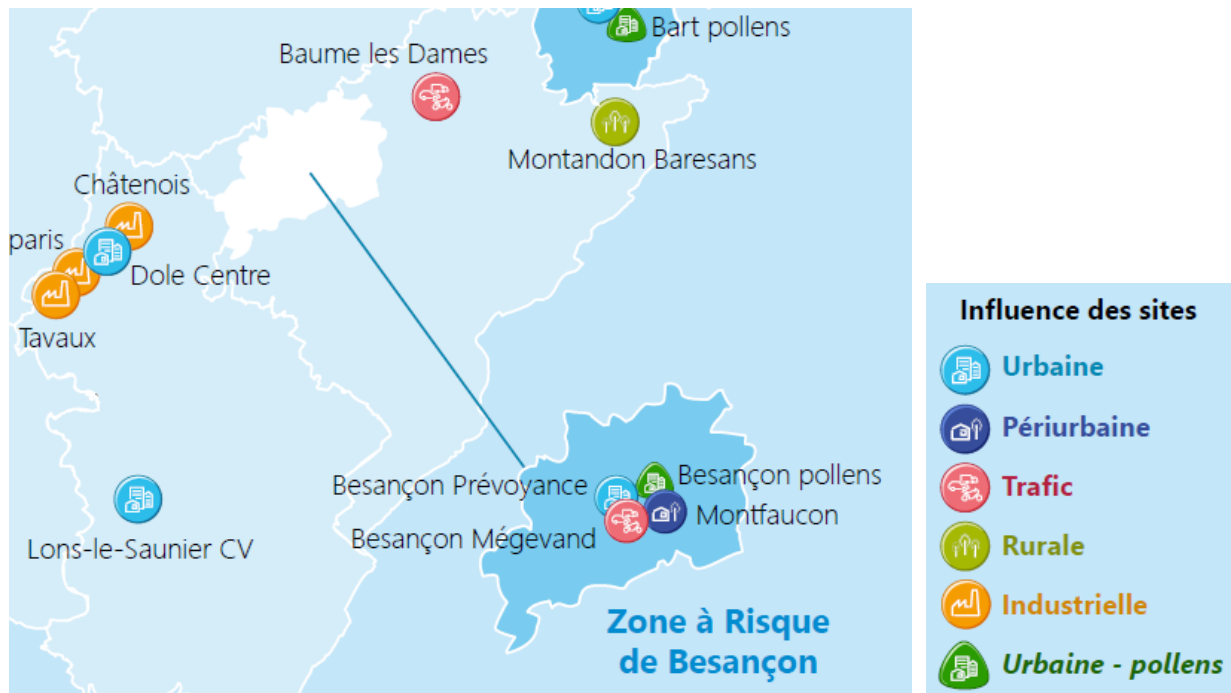 Bart pollens
Baume les Dames
Montandon Baresans
Châtenois
paris
Dole Centre
Tavaux
Besançon Prévoyance
Besançon pollens
Montfaucon
Besançon Mégevand
Lons-le-Saunier CV
Zone à Risque
de Besançon
Influence des sites
Urbaine
Périurbaine
Trafic
Rurale
Industrielle
Urbaine - pollens